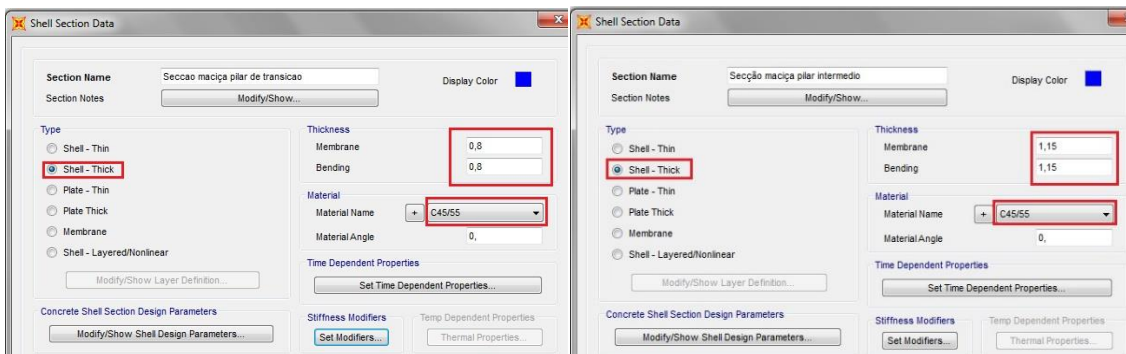 Shell Section Data
Section Name Seccao maciça pilar de transicao Display Color
Section Notes Modify/Show...
Type
Shell - Thin
Shell - Thick
Plate - Thin
Plate Thick
Membrane
Shell - Layered/Nonlinear
Modify/Show Layer Definition...
Concrete Shell Section Design Parameters
Modify/Show Shell Design Parameters...
Thickness
Membrane 0,8
Bending 0,8
Material
Material Name + C45/55
Material Angle 0,
Time Dependent Properties
Set Time Dependent Properties...
Stiffness Modifiers
Set Modifiers...
Temp Dependent Properties
Thermal Properties...
Shell Section Data
Section Name Secção maciça pilar intermedio Display Color
Section Notes Modify/Show...
Type
Shell - Thin
Shell - Thick
Plate - Thin
Plate Thick
Membrane
Shell - Layered/Nonlinear
Modify/Show Layer Definition...
Concrete Shell Section Design Parameters
Modify/Show Shell Design Parameters...
Thickness
Membrane 1,15
Bending 1,15
Material
Material Name + C45/55
Material Angle 0,
Time Dependent Properties
Set Time Dependent Properties...
Stiffness Modifiers
Set Modifiers...
Temp Dependent Properties
Thermal Properties...